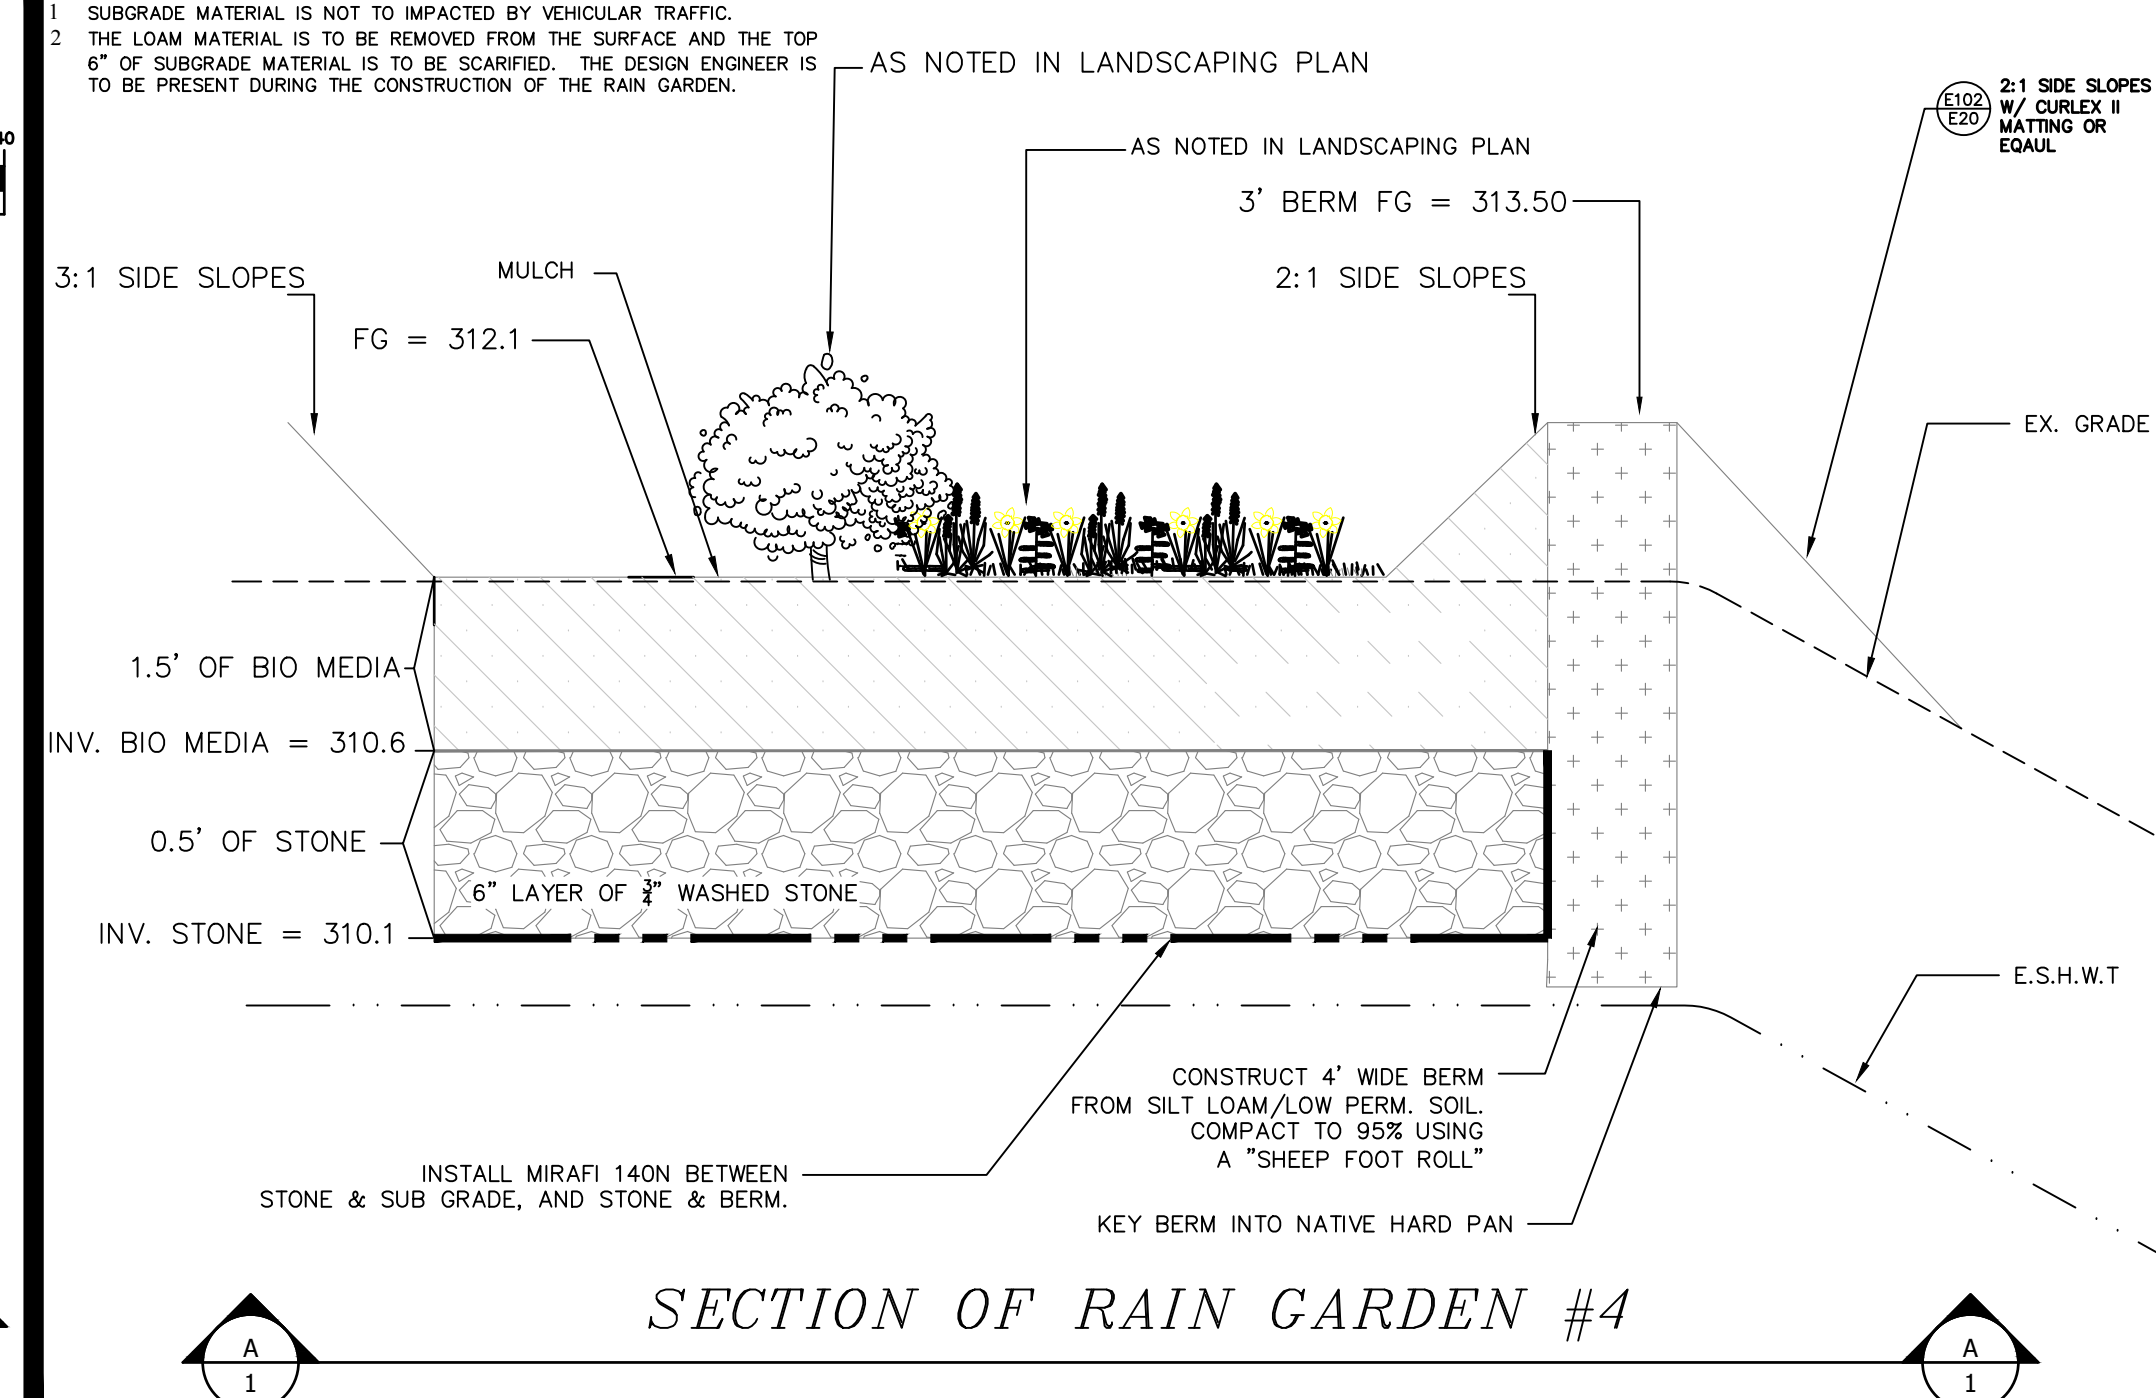 1 SUBGRADE MATERIAL IS NOT TO IMPACTED BY VEHICULAR TRAFFIC.
2 THE LOAM MATERIAL IS TO BE REMOVED FROM THE SURFACE AND THE TOP
6" OF SUBGRADE MATERIAL IS TO BE SCARIFIED. THE DESIGN ENGINEER IS
TO BE PRESENT DURING THE CONSTRUCTION OF THE RAIN GARDEN.
AS NOTED IN LANDSCAPING PLAN
E102
E20
2:1 SIDE SLOPES
W/ CURLEX II
MATTING OR
EQAUL
AS NOTED IN LANDSCAPING PLAN
3' BERM FG = 313.50
3:1 SIDE SLOPES
MULCH
2:1 SIDE SLOPES
FG = 312.1
EX. GRADE
1.5' OF BIO MEDIA
INV. BIO MEDIA = 310.6
0.5' OF STONE
6" LAYER OF 3/4" WASHED STONE
INV. STONE = 310.1
E.S.H.W.T
CONSTRUCT 4' WIDE BERM
FROM SILT LOAM/LOW PERM. SOIL.
COMPACT TO 95% USING
A "SHEEP FOOT ROLL"
INSTALL MIRAFI 140N BETWEEN
STONE & SUB GRADE, AND STONE & BERM.
KEY BERM INTO NATIVE HARD PAN
SECTION OF RAIN GARDEN #4
A
1
A
1